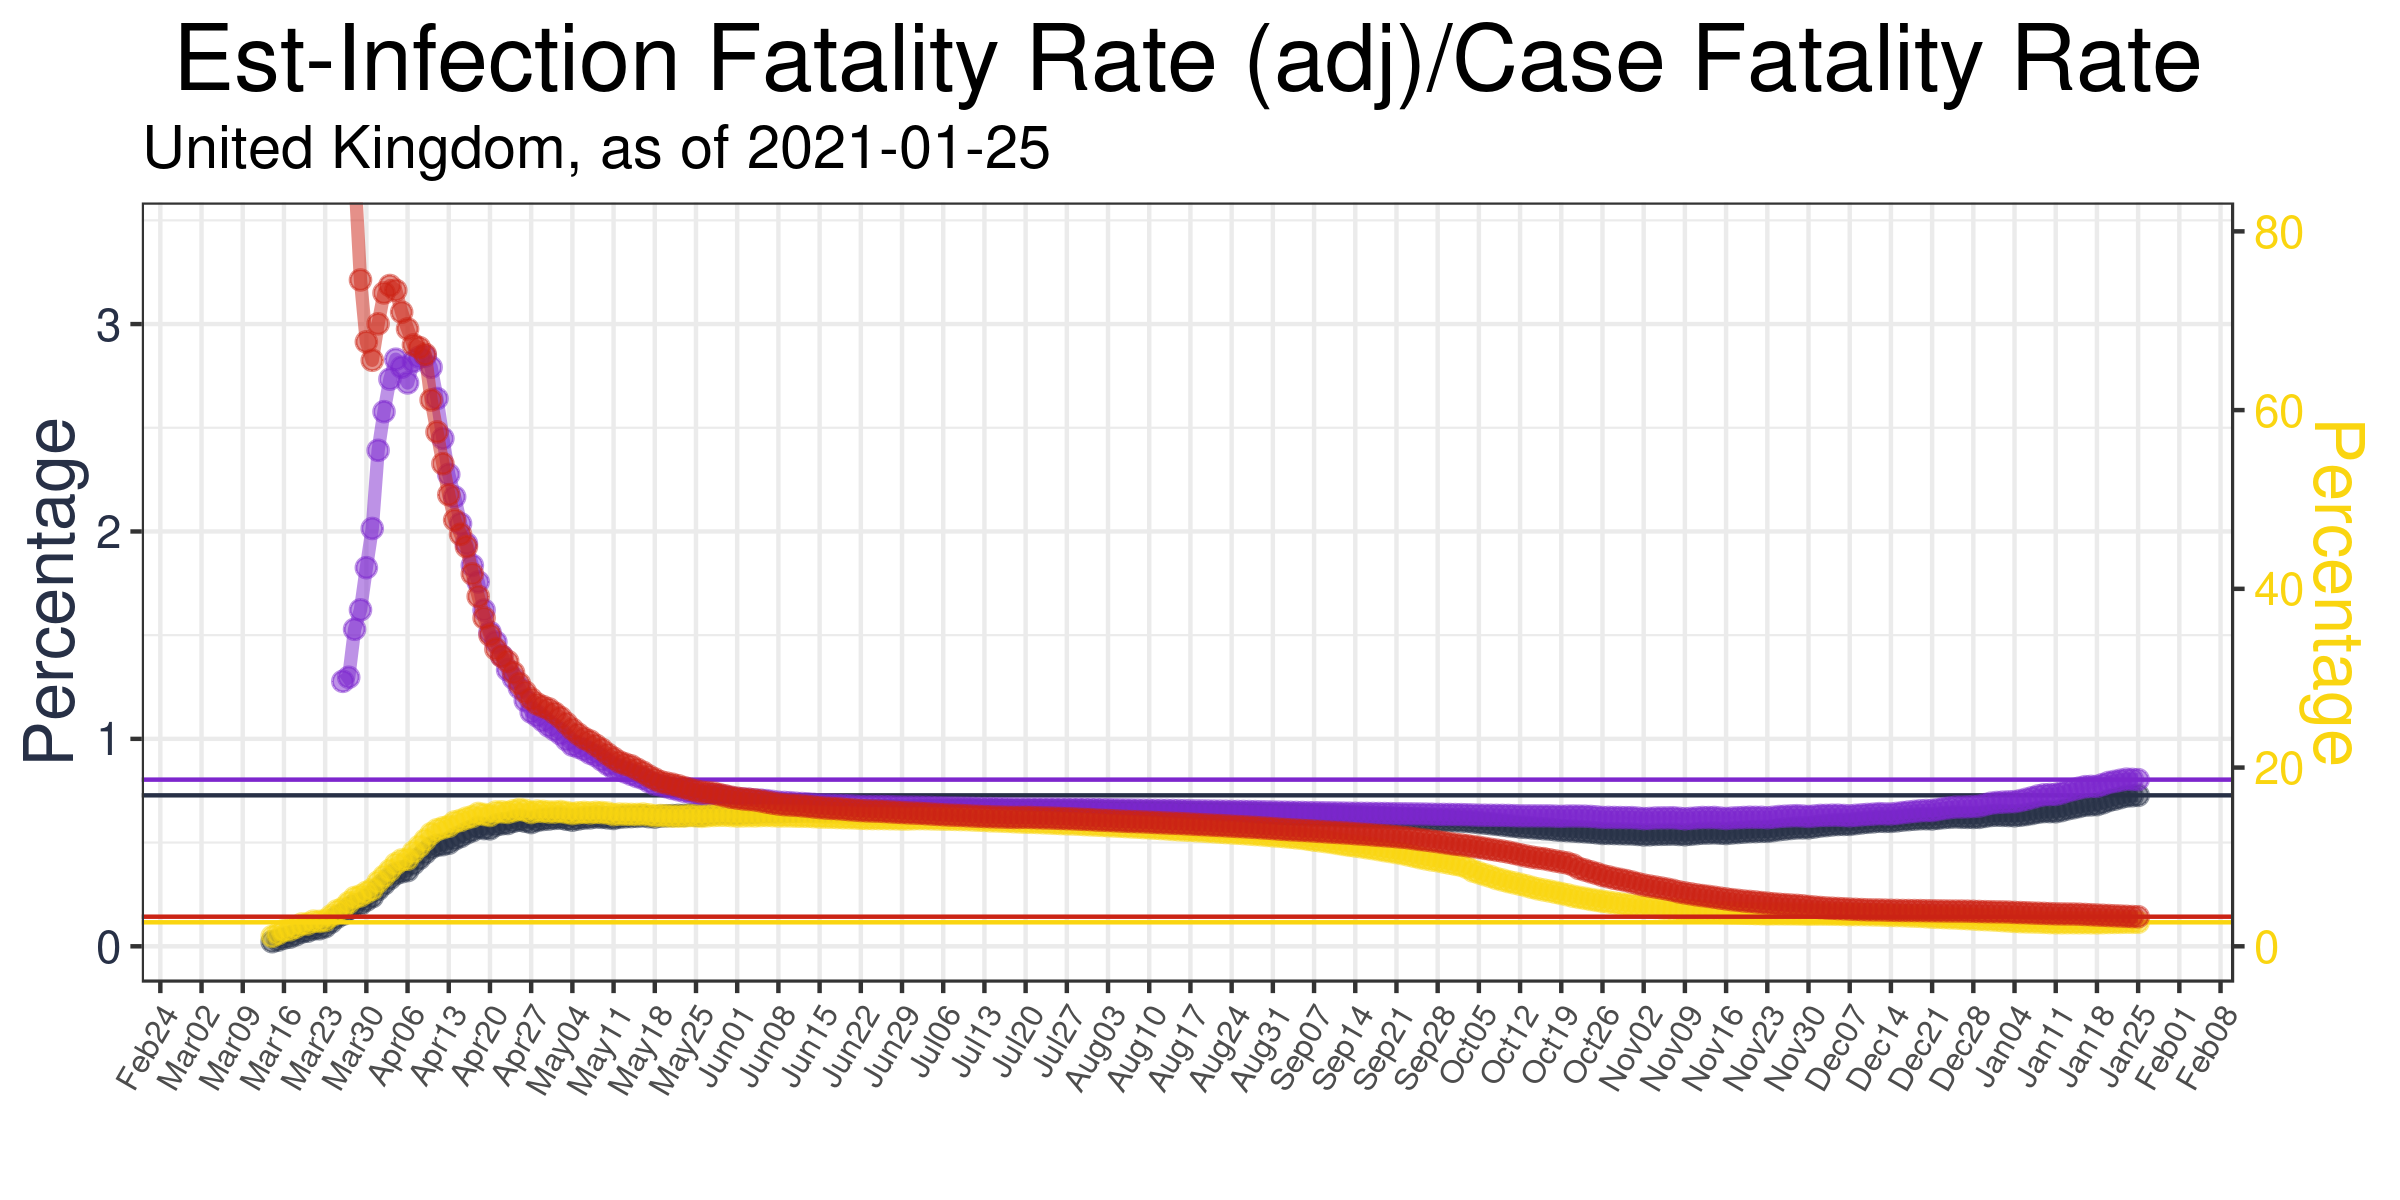 Est-Infection Fatality Rate (adj)/Case Fatality Rate
United Kingdom, as of 2021-01-25
Percentage
3
2
1
0
80
60
40
20
0
Percentage
Feb24
Mar02
Mar09
Mar16
Mar23
Mar30
Apr06
Apr13
Apr20
Apr27
May04
May11
May18
May25
Jun01
Jun08
Jun15
Jun22
Jun29
Jul06
Jul13
Jul20
Jul27
Aug03
Aug10
Aug17
Aug24
Aug31
Sep07
Sep14
Sep21
Sep28
Oct05
Oct12
Oct19
Oct26
Nov02
Nov09
Nov16
Nov23
Nov30
Dec07
Dec14
Dec21
Dec28
Jan04
Jan11
Jan18
Jan25
Feb01
Feb08